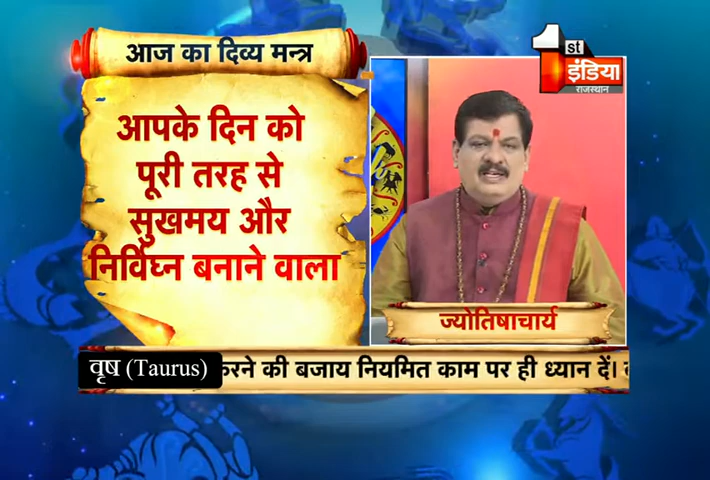 आज का दिव्य मन्त्र
1st
इंडिया
राजस्थान
आपके दिन को
पूरी तरह से
सुखमय और
निर्विघ्न बनाने वाला
ज्योतिषाचार्य
वृष (Taurus) करने की बजाय नियमित काम पर ही ध्यान दें।